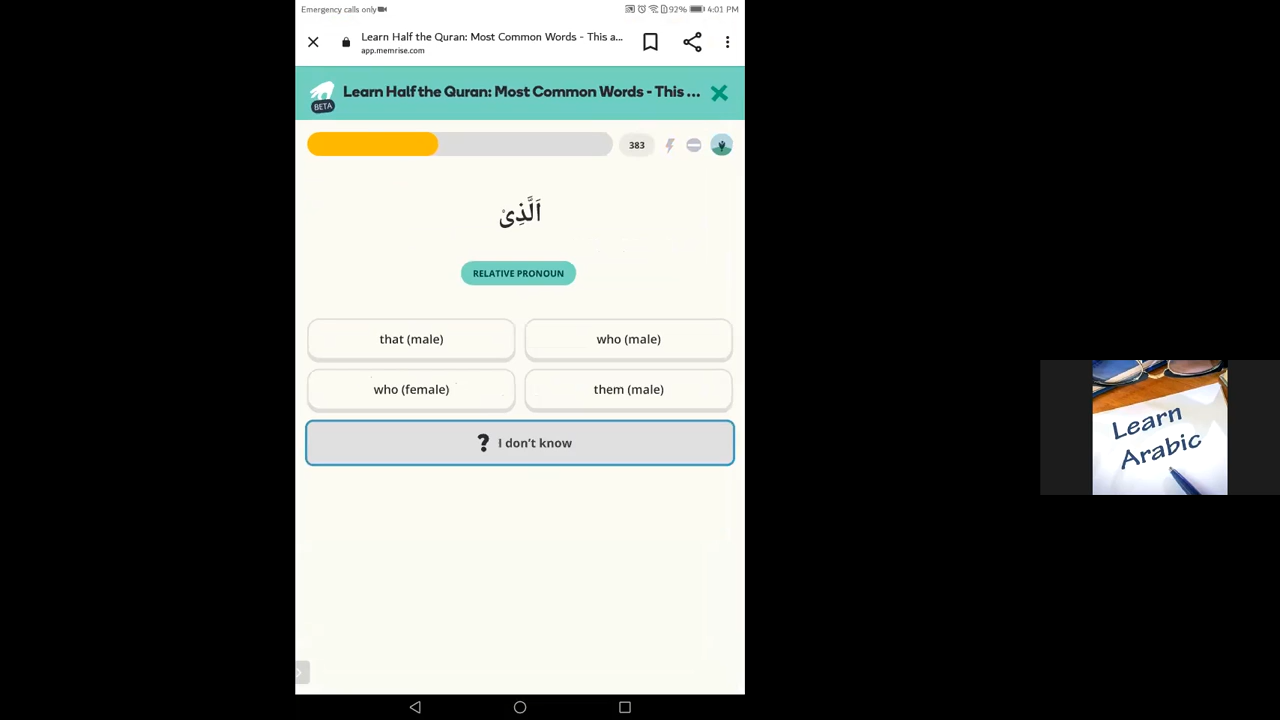 Emergency calls only
92% 4:01 PM
Learn Half the Quran: Most Common Words - This a...
app.memrise.com
BETA
Learn Half the Quran: Most Common Words - This ...
383
اَلَّذِىْ
RELATIVE PRONOUN
that (male)
who (male)
who (female)
them (male)
? I don't know
Learn
Arabic